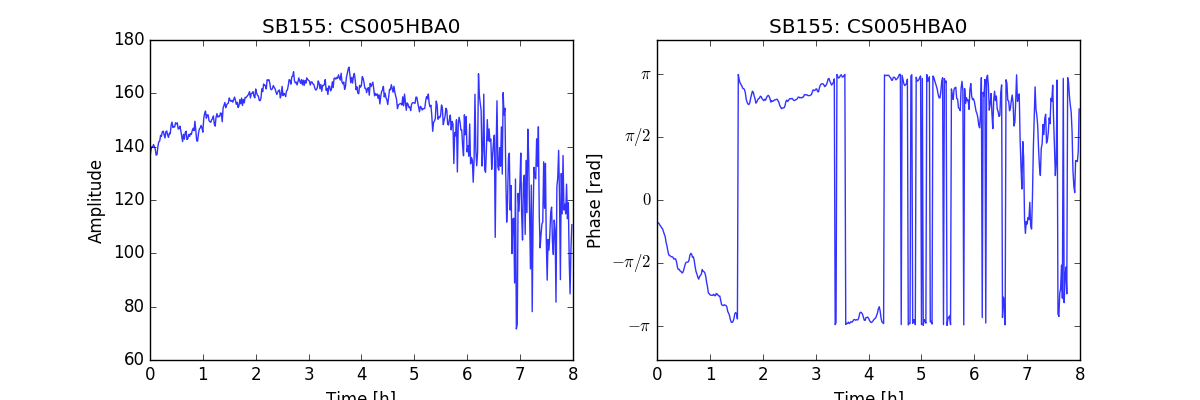 SB155: CS005HBA0
180
160
140
120
100
80
60
Amplitude
0 1 2 3 4 5 6 7 8
Time [h]
SB155: CS005HBA0
π
π/2
0
−π/2
−π
Phase [rad]
0 1 2 3 4 5 6 7 8
Time [h]